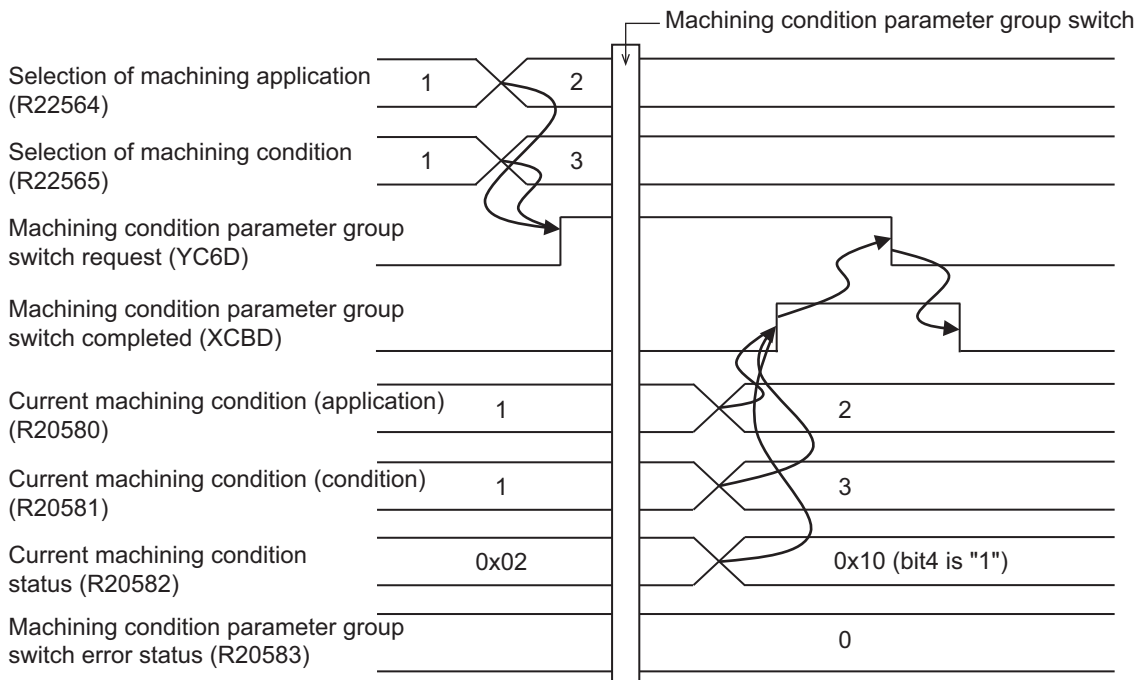 Machining condition parameter group switch
Selection of machining application
(R22564)
1
2
Selection of machining condition
(R22565)
1
3
Machining condition parameter group
switch request (YC6D)
Machining condition parameter group
switch completed (XCBD)
Current machining condition (application)
(R20580)
1
2
Current machining condition (condition)
(R20581)
1
3
Current machining condition
status (R20582)
0x02
0x10 (bit4 is "1")
Machining condition parameter group
switch error status (R20583)
0